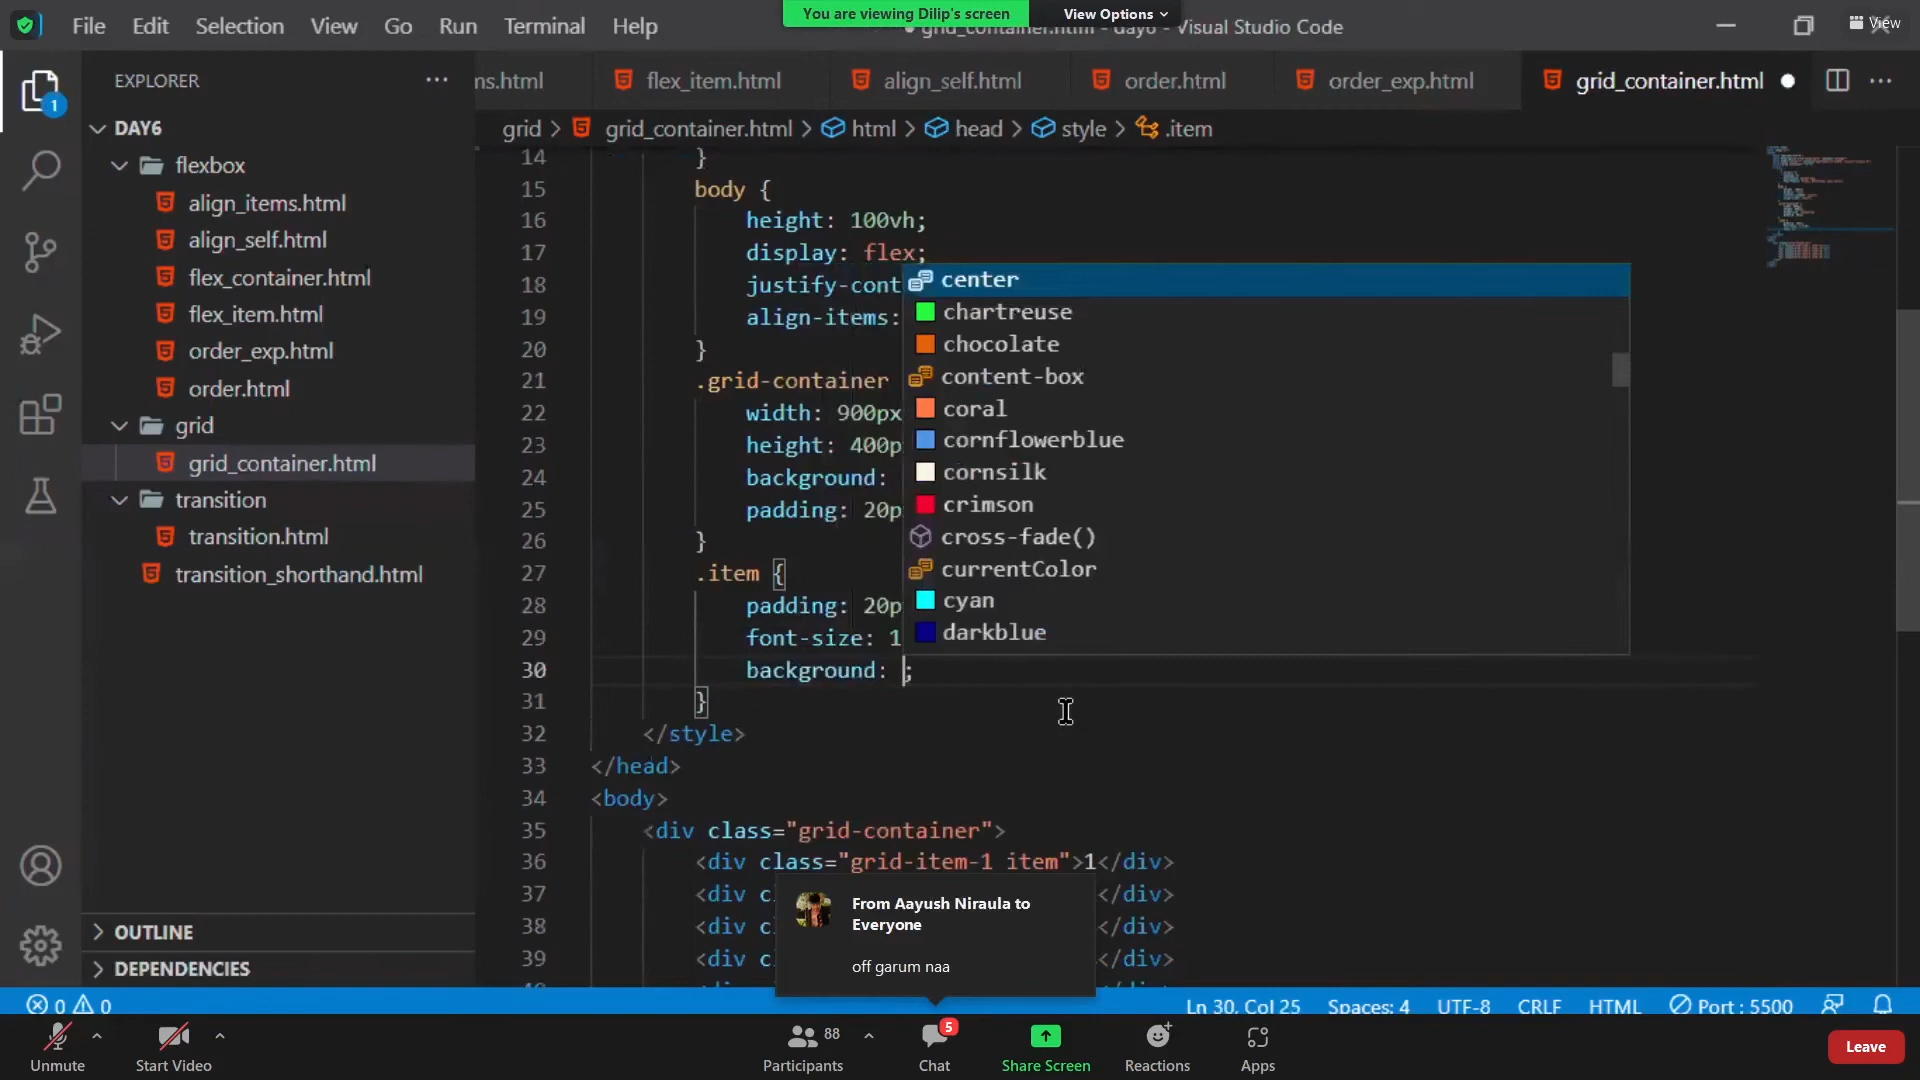 You are viewing Dilip's screen
View Options
File Edit Selection View Go Run Terminal Help
grid_container.html - day6 - Visual Studio Code
View
EXPLORER
ms.html flex_item.html align_self.html order.html order_exp.html grid_container.html
grid > grid_container.html > html > head > style > .item
DAY6
flexbox
align_items.html
align_self.html
flex_container.html
flex_item.html
order_exp.html
order.html
grid
grid_container.html
transition
transition.html
transition_shorthand.html
OUTLINE
DEPENDENCIES
1
14 }
15 body {
16 height: 100vh;
17 display: flex;
18 justify-cont
19 align-items:
20 }
21 .grid-container
22 width: 900px
23 height: 400p
24 background:
25 padding: 20p
26 }
27 .item {
28 padding: 20p
29 font-size: 1
30 background: ;
31 }
32 </style>
33 </head>
34 <body>
35 <div class="grid-container">
36 <div class="grid-item-1 item">1</div>
37 <div c </div>
38 <div c </div>
39 <div c </div>
center
chartreuse
chocolate
content-box
coral
cornflowerblue
cornsilk
crimson
cross-fade()
currentColor
cyan
darkblue
From Aayush Niraula to
Everyone
off garum naa
0 0
Ln 30, Col 25 Spaces: 4 UTF-8 CRLF HTML Port : 5500
Unmute
Start Video
88
Participants
5
Chat
Share Screen
Reactions
Apps
Leave